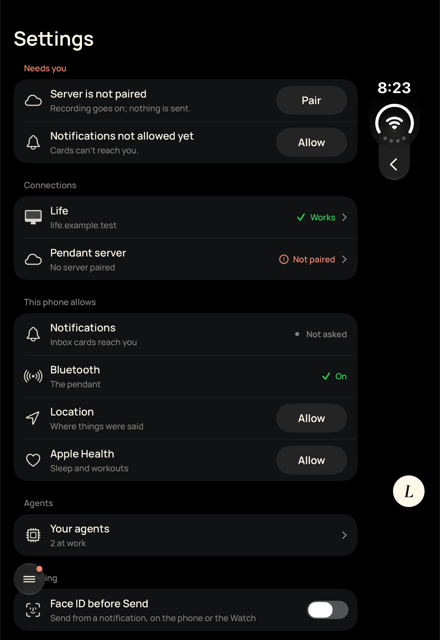 Settings
Needs you
8:23
Server is not paired
Recording goes on; nothing is sent.
Pair
Notifications not allowed yet
Cards can't reach you.
Allow
Connections
Life
life.example.test
Works
Pendant server
No server paired
Not paired
This phone allows
Notifications
Inbox cards reach you
Not asked
Bluetooth
The pendant
On
Location
Where things were said
Allow
Apple Health
Sleep and workouts
Allow
L
Agents
Your agents
2 at work
Face ID before Send
Send from a notification, on the phone or the Watch